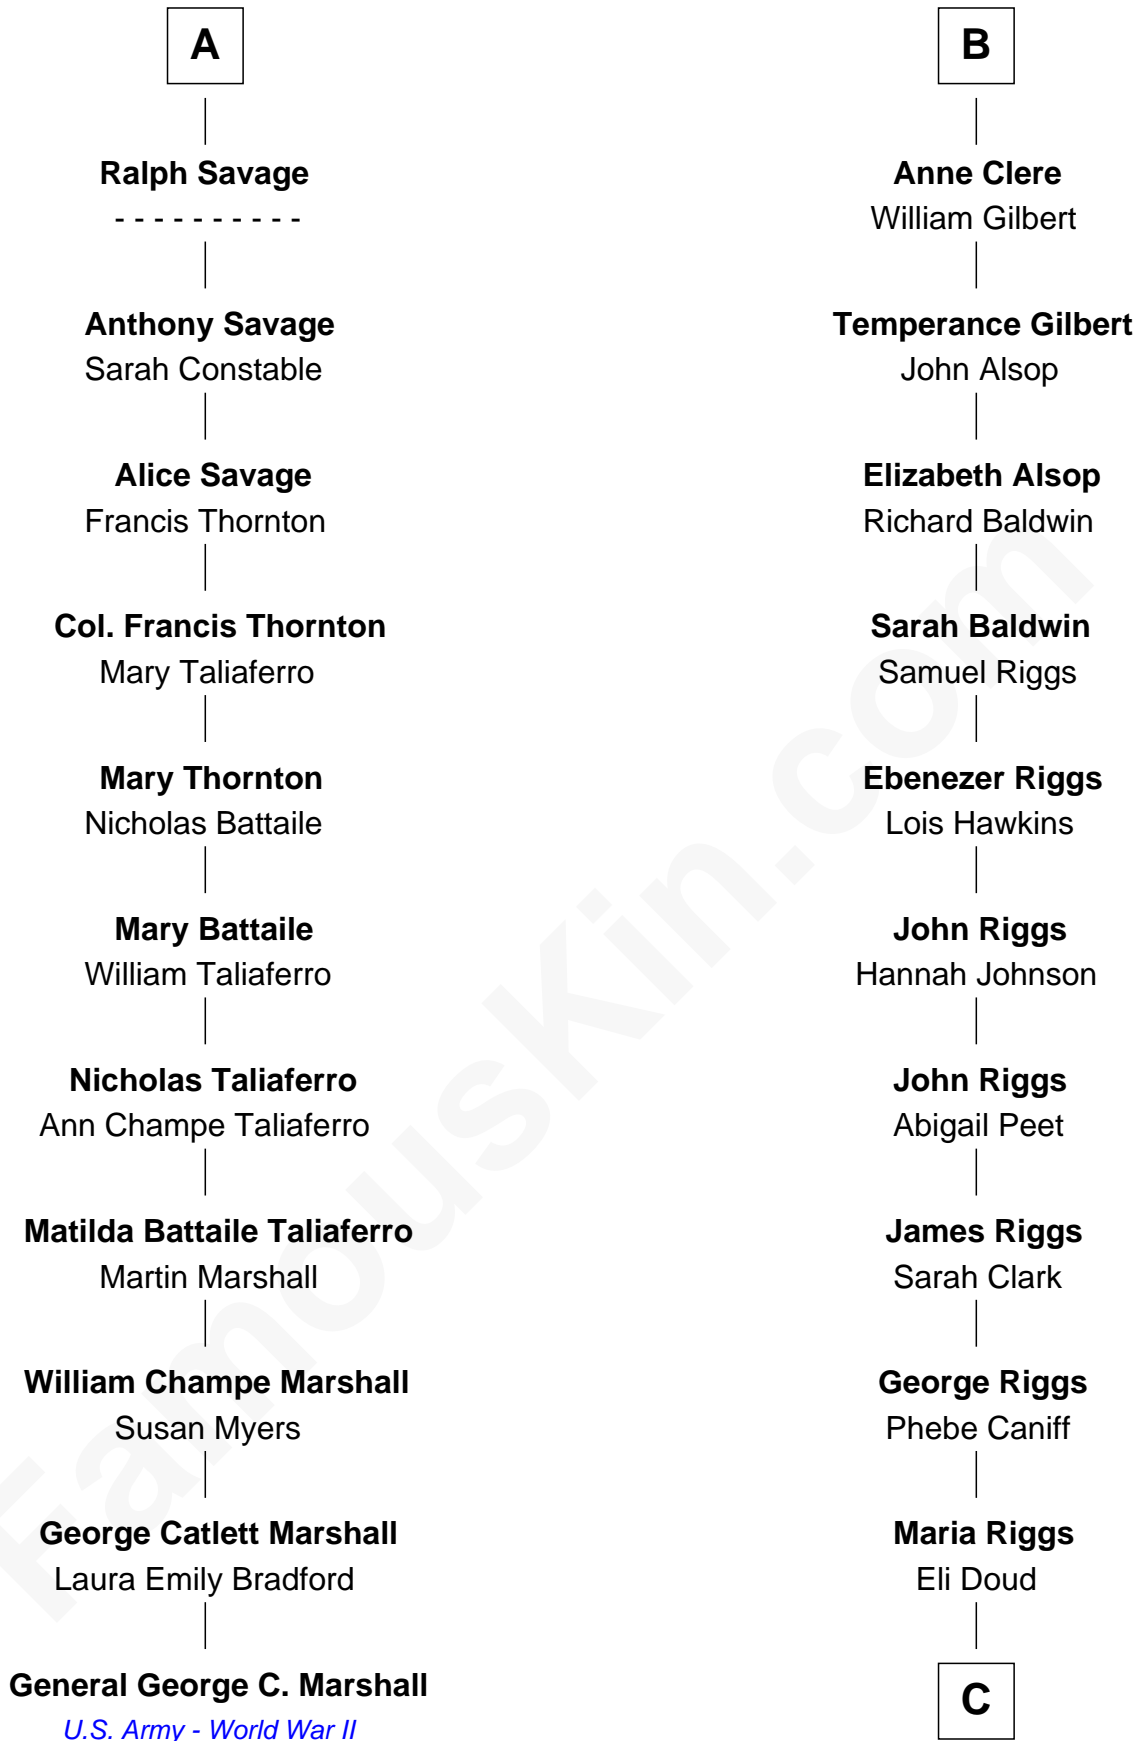 A
Ralph Savage
- - - - - - - - - -
Anthony Savage
Sarah Constable
Alice Savage
Francis Thornton
Col. Francis Thornton
Mary Taliaferro
Mary Thornton
Nicholas Battaile
Mary Battaile
William Taliaferro
Nicholas Taliaferro
Ann Champe Taliaferro
Matilda Battaile Taliaferro
Martin Marshall
William Champe Marshall
Susan Myers
George Catlett Marshall
Laura Emily Bradford
General George C. Marshall
U.S. Army - World War II
B
Anne Clere
William Gilbert
Temperance Gilbert
John Alsop
Elizabeth Alsop
Richard Baldwin
Sarah Baldwin
Samuel Riggs
Ebenezer Riggs
Lois Hawkins
John Riggs
Hannah Johnson
John Riggs
Abigail Peet
James Riggs
Sarah Clark
George Riggs
Phebe Caniff
Maria Riggs
Eli Doud
C
FamousKin.com